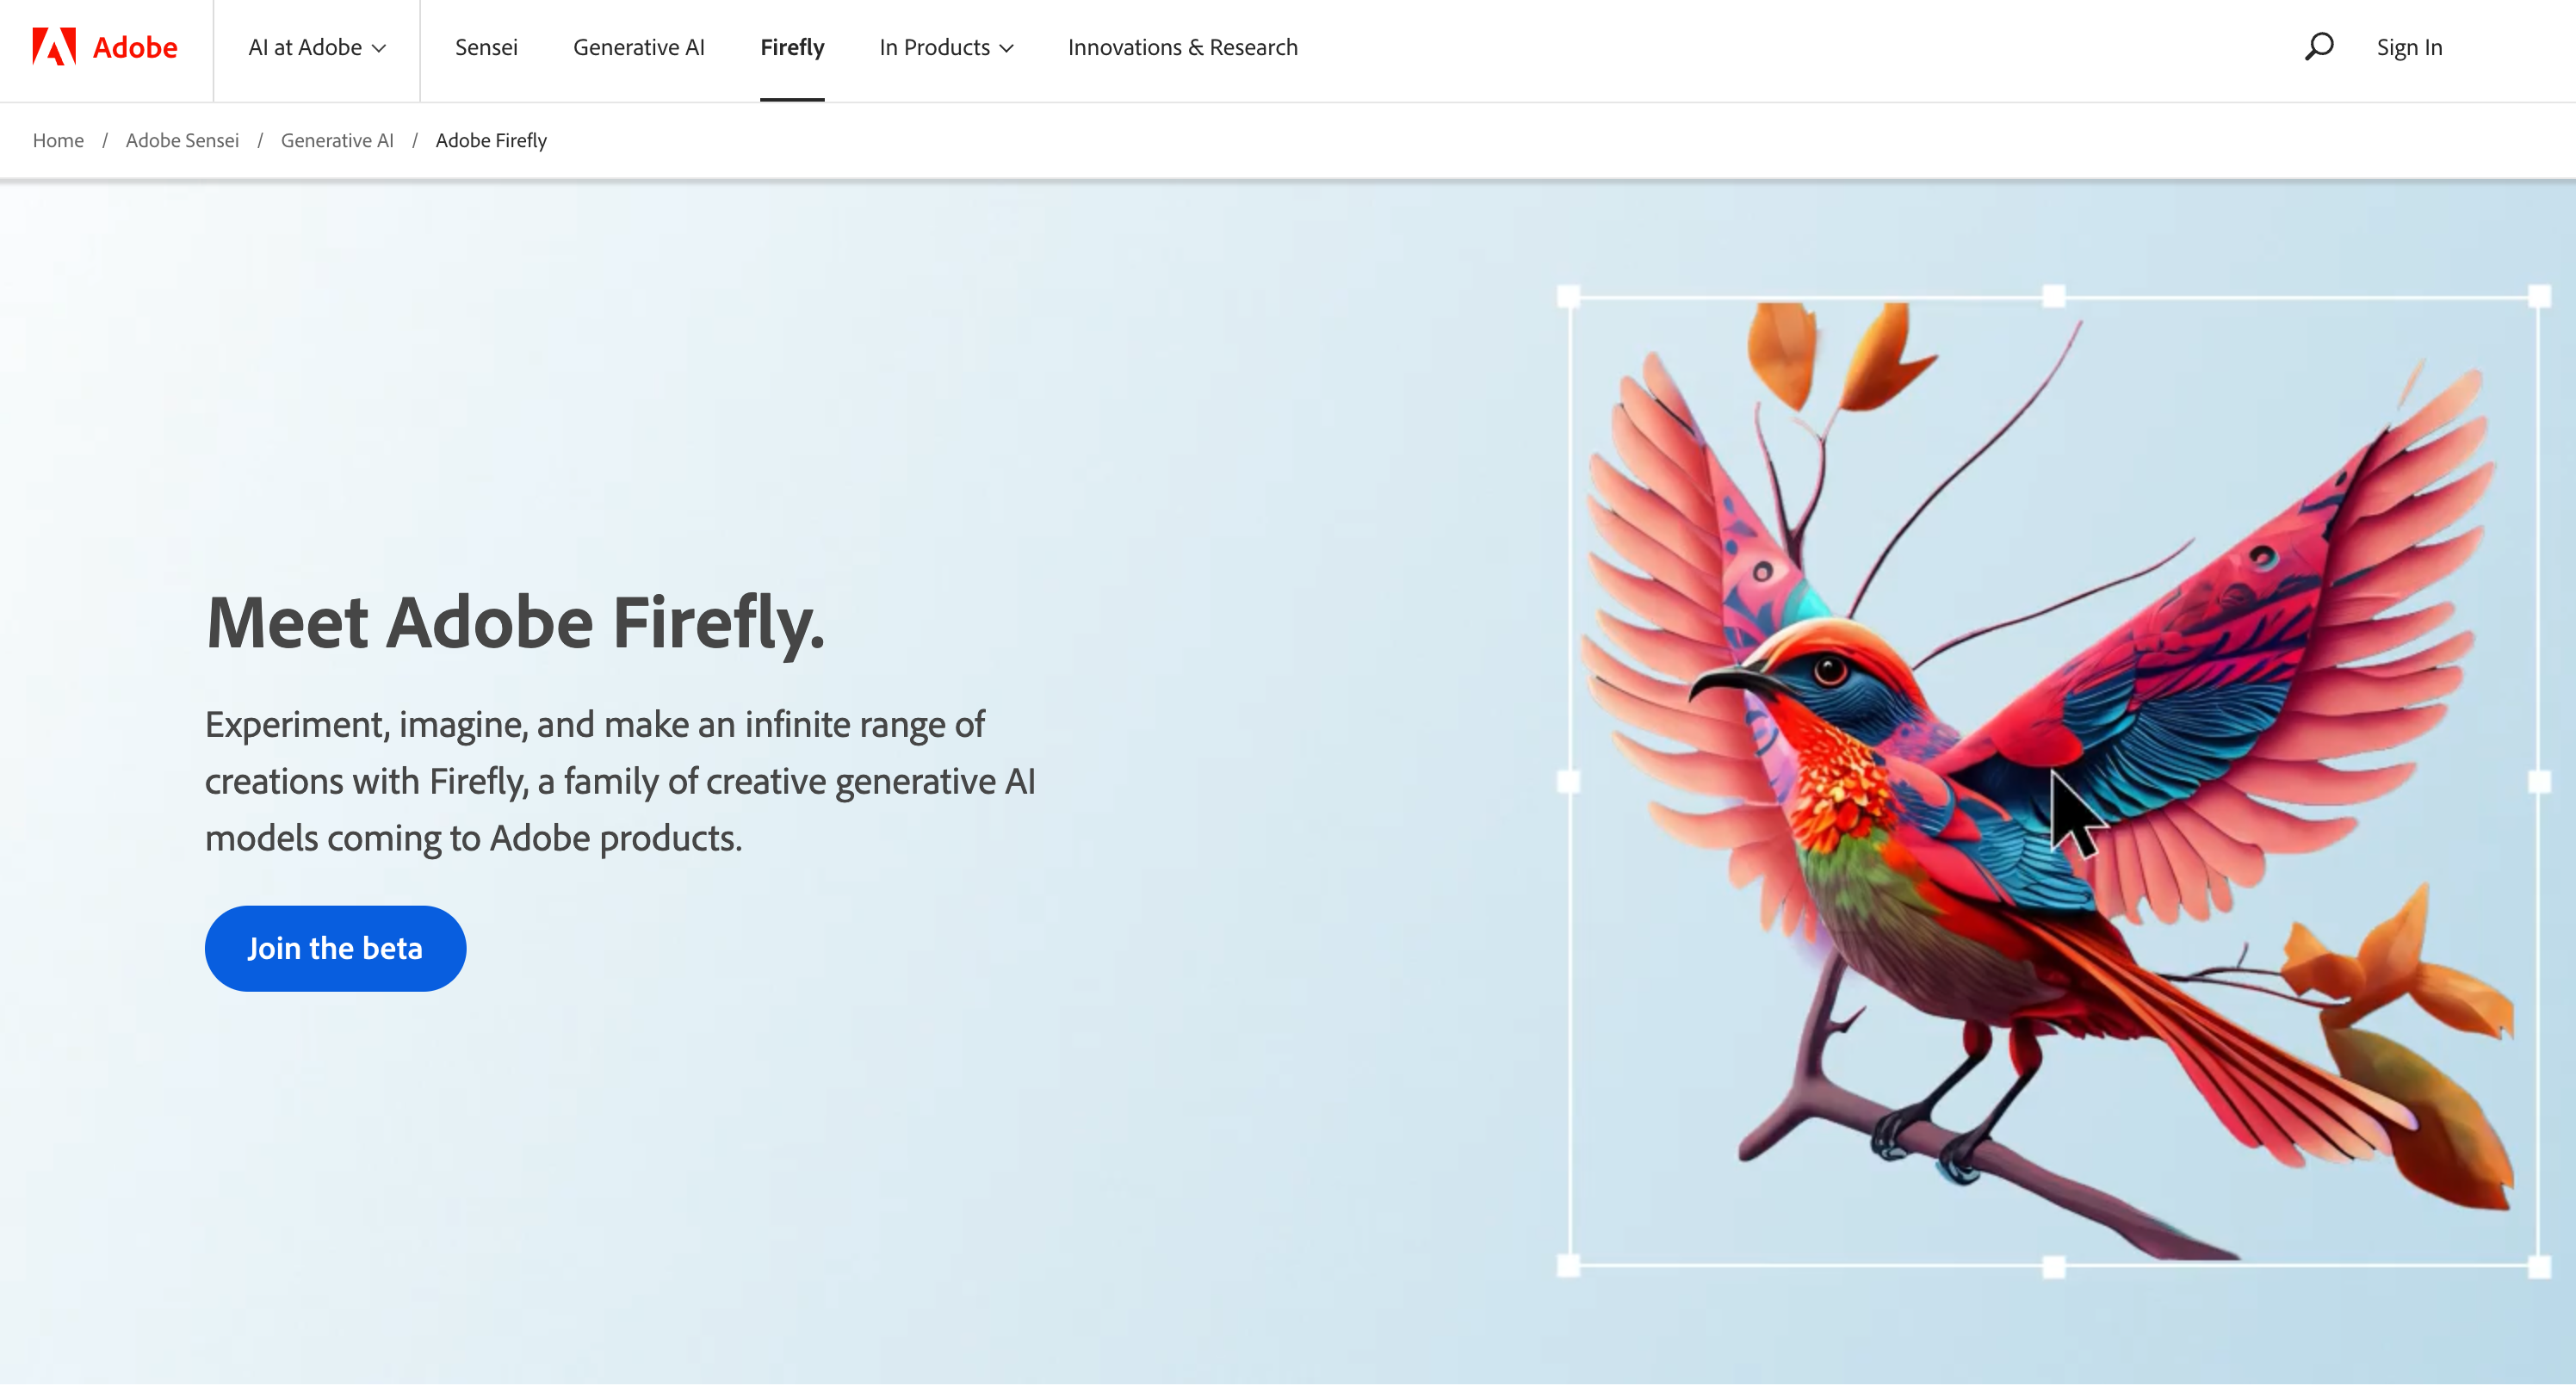 Adobe
AI at Adobe
Sensei
Generative AI
Firefly
In Products
Innovations & Research
Sign In
Home / Adobe Sensei / Generative AI / Adobe Firefly
Meet Adobe Firefly.
Experiment, imagine, and make an infinite range of
creations with Firefly, a family of creative generative AI
models coming to Adobe products.
Join the beta